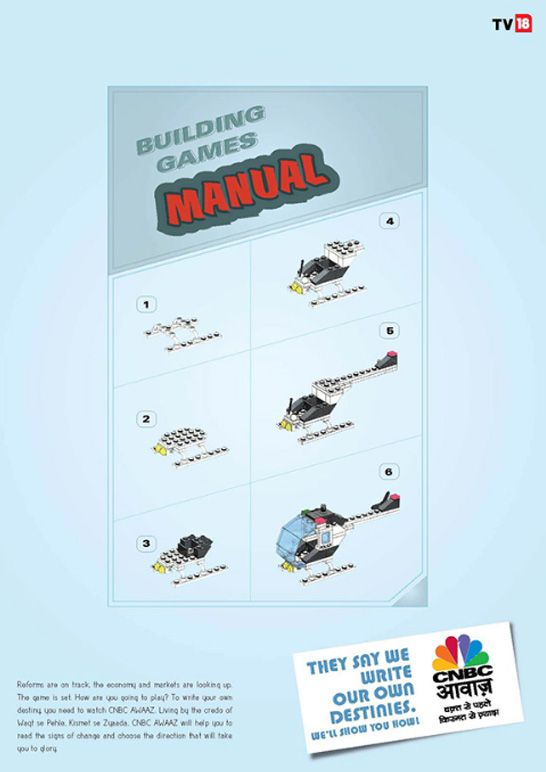 TV18
BUILDING
GAMES
MANUAL
4
1
5
2
6
3
THEY SAY WE
WRITE
OUR OWN
DESTINIES.
WE'LL SHOW YOU HOW!
CNBC
आवाज़
वक़्त से पहले
किस्मत से ज़्यादा
Reforms are on track, the economy and markets are looking up.
The game is set. How are you going to play? To write your own
destiny you need to watch CNBC AWAAZ. Living by the credo of
Waqt se Pehle, Kismet se Zyaada, CNBC AWAAZ will help you to
read the signs of change and choose the direction that will take
you to glory.